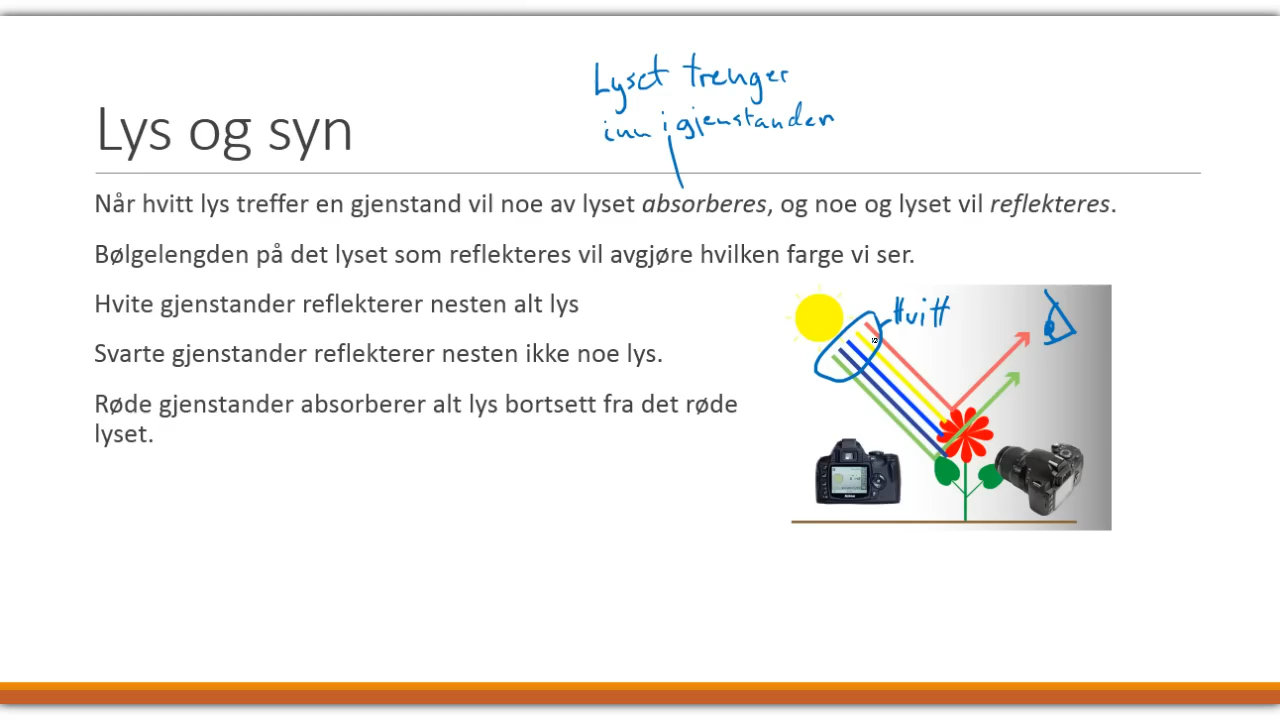 Lyset trenger
inn i gjenstanden
Lys og syn
Når hvitt lys treffer en gjenstand vil noe av lyset absorberes, og noe og lyset vil reflekteres.
Bølgelengden på det lyset som reflekteres vil avgjøre hvilken farge vi ser.
Hvite gjenstander reflekterer nesten alt lys
Hvitt
Svarte gjenstander reflekterer nesten ikke noe lys.
Røde gjenstander absorberer alt lys bortsett fra det røde
lyset.